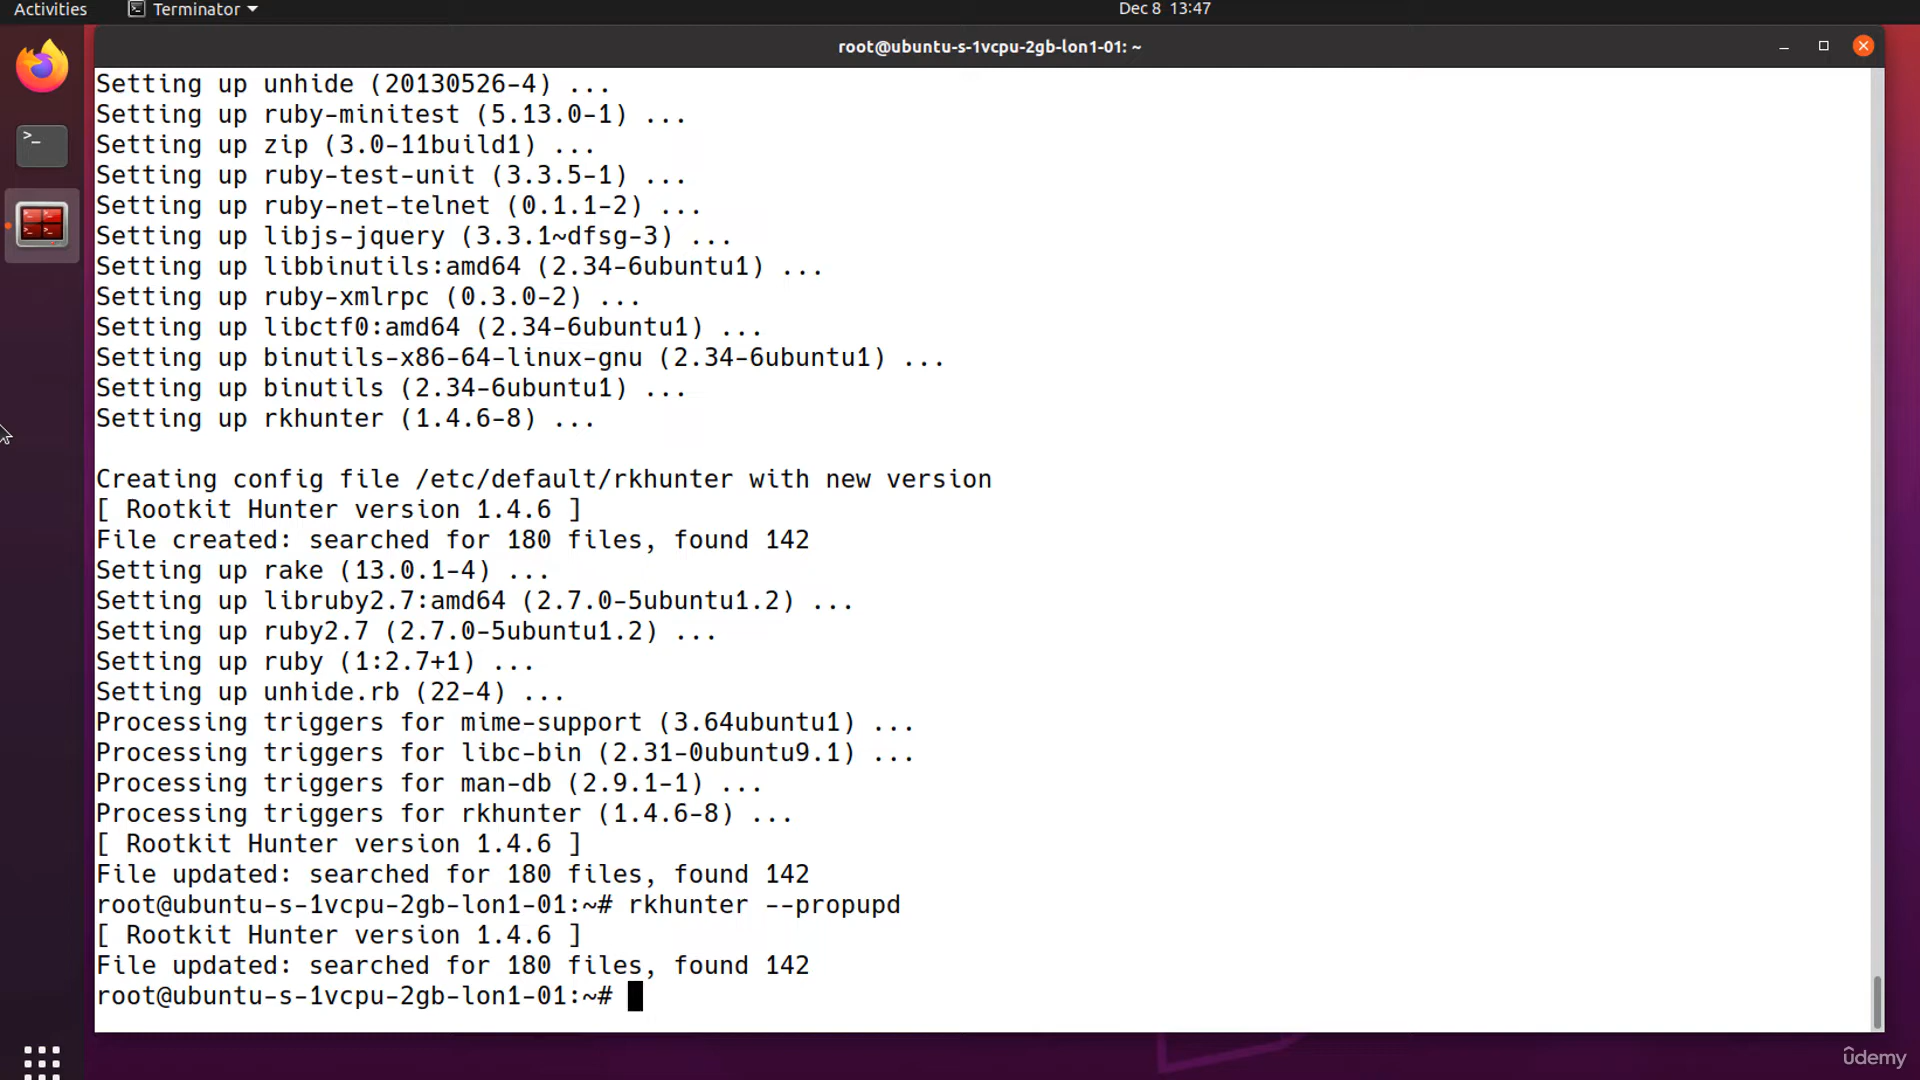 Activities
Terminator
Dec 8 13:47
root@ubuntu-s-1vcpu-2gb-lon1-01: ~
Setting up unhide (20130526-4) ...
Setting up ruby-minitest (5.13.0-1) ...
Setting up zip (3.0-11build1) ...
Setting up ruby-test-unit (3.3.5-1) ...
Setting up ruby-net-telnet (0.1.1-2) ...
Setting up libjs-jquery (3.3.1~dfsg-3) ...
Setting up libbinutils:amd64 (2.34-6ubuntu1) ...
Setting up ruby-xmlrpc (0.3.0-2) ...
Setting up libctf0:amd64 (2.34-6ubuntu1) ...
Setting up binutils-x86-64-linux-gnu (2.34-6ubuntu1) ...
Setting up binutils (2.34-6ubuntu1) ...
Setting up rkhunter (1.4.6-8) ...
Creating config file /etc/default/rkhunter with new version
[ Rootkit Hunter version 1.4.6 ]
File created: searched for 180 files, found 142
Setting up rake (13.0.1-4) ...
Setting up libruby2.7:amd64 (2.7.0-5ubuntu1.2) ...
Setting up ruby2.7 (2.7.0-5ubuntu1.2) ...
Setting up ruby (1:2.7+1) ...
Setting up unhide.rb (22-4) ...
Processing triggers for mime-support (3.64ubuntu1) ...
Processing triggers for libc-bin (2.31-0ubuntu9.1) ...
Processing triggers for man-db (2.9.1-1) ...
Processing triggers for rkhunter (1.4.6-8) ...
[ Rootkit Hunter version 1.4.6 ]
File updated: searched for 180 files, found 142
root@ubuntu-s-1vcpu-2gb-lon1-01:~# rkhunter --propupd
[ Rootkit Hunter version 1.4.6 ]
File updated: searched for 180 files, found 142
root@ubuntu-s-1vcpu-2gb-lon1-01:~#
ûdemy